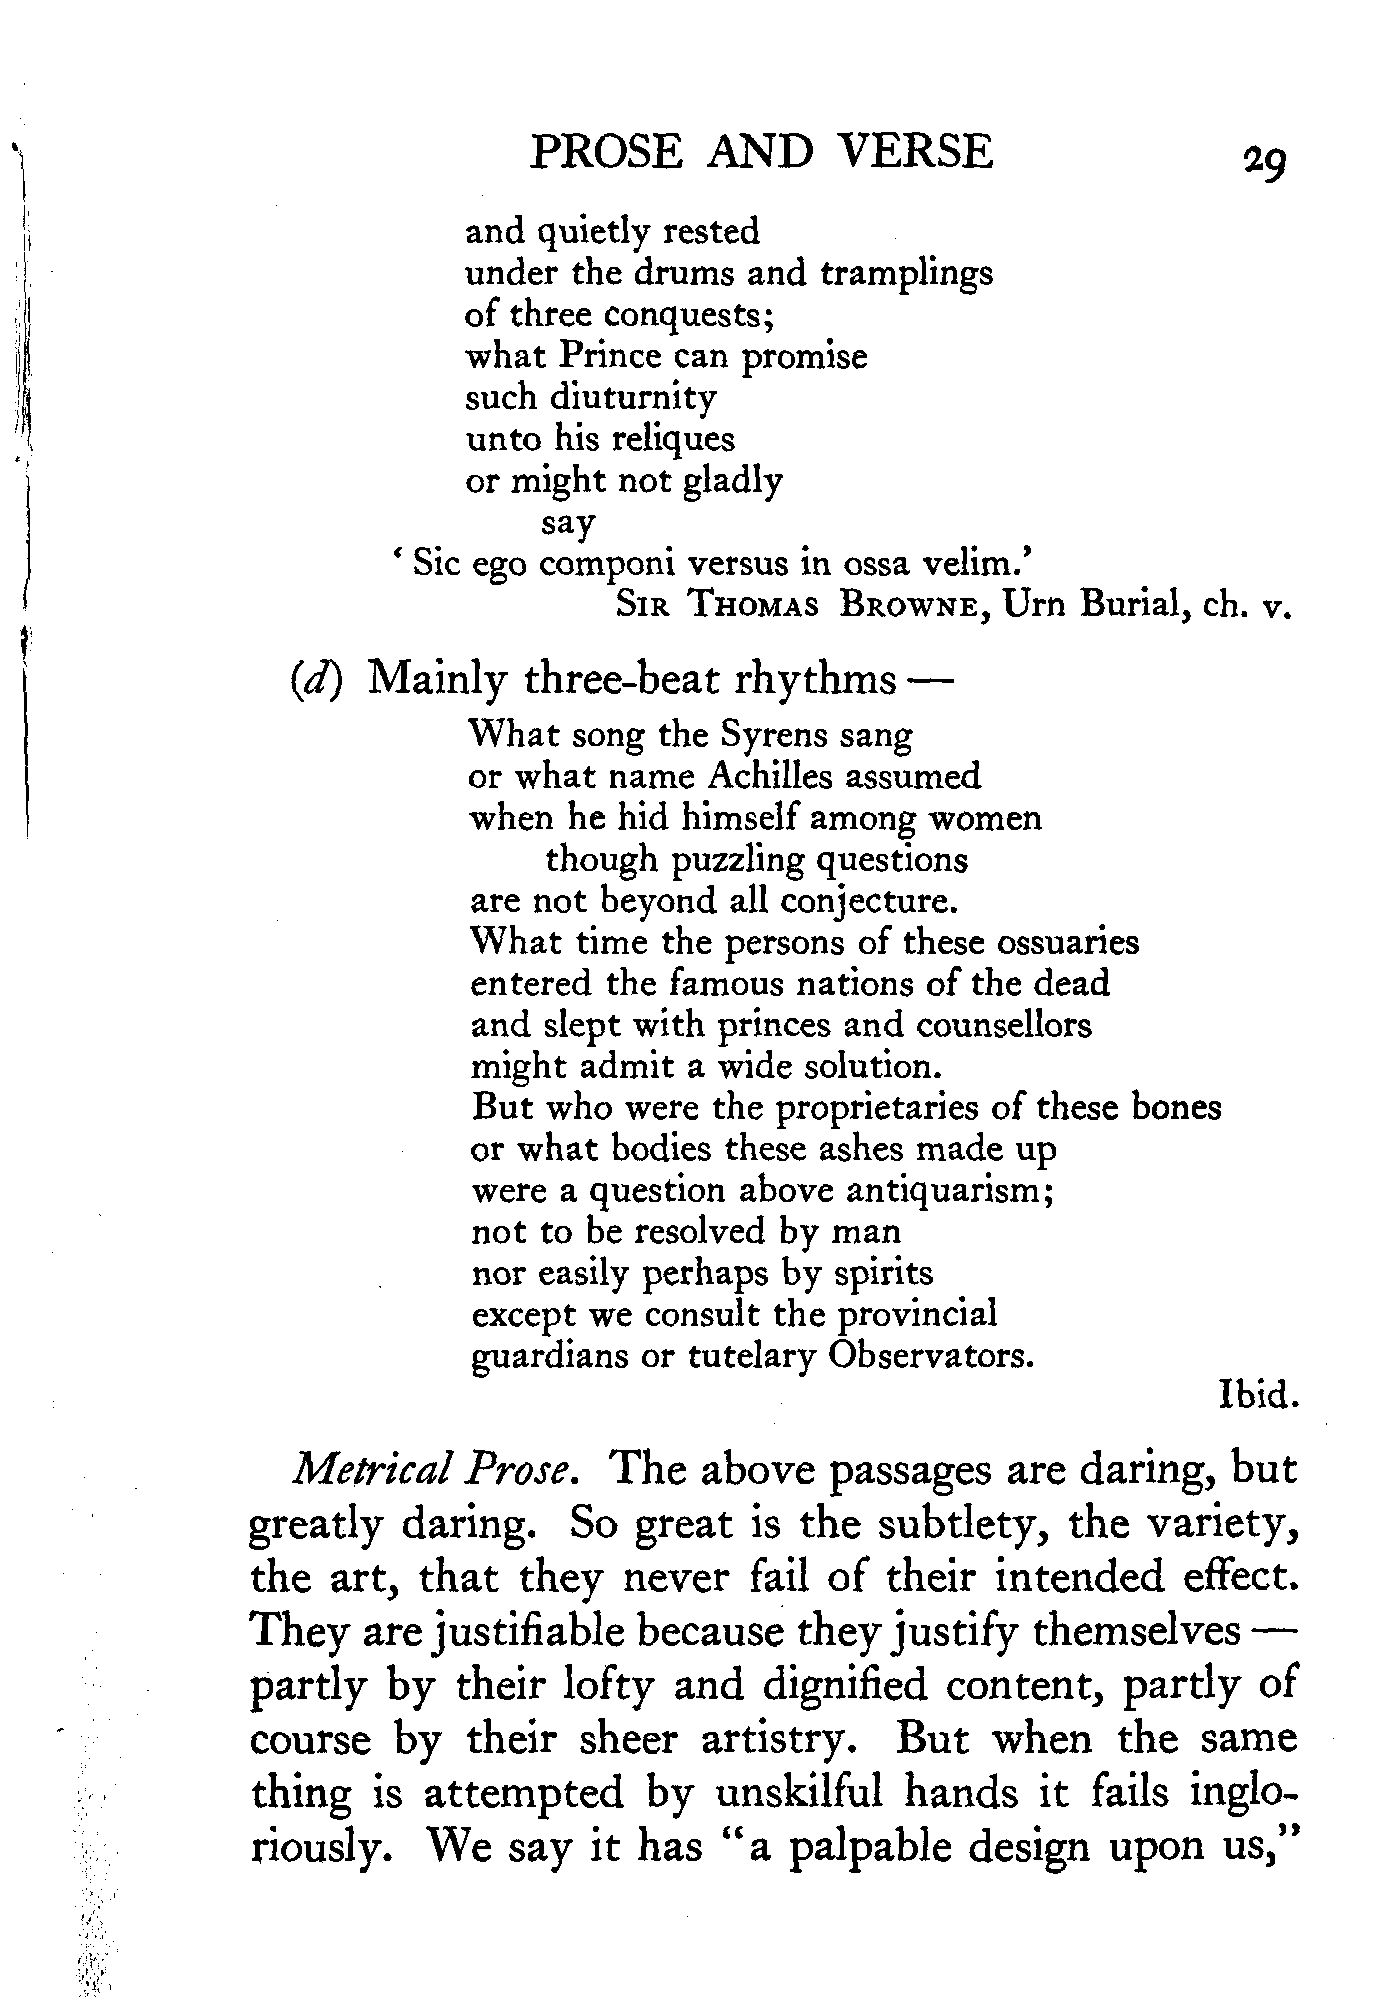 PROSE AND VERSE 29
and quietly rested
under the drums and tramplings
of three conquests;
what Prince can promise
such diuturnity
unto his reliques
or might not gladly
say
‘Sic ego componi versus in ossa velim.’
SIR THOMAS BROWNE, Urn Burial, ch. v.
(d) Mainly three-beat rhythms —
What song the Syrens sang
or what name Achilles assumed
when he hid himself among women
though puzzling questions
are not beyond all conjecture.
What time the persons of these ossuaries
entered the famous nations of the dead
and slept with princes and counsellors
might admit a wide solution.
But who were the proprietaries of these bones
or what bodies these ashes made up
were a question above antiquarism;
not to be resolved by man
nor easily perhaps by spirits
except we consult the provincial
guardians or tutelary Observators.
Ibid.
Metrical Prose. The above passages are daring, but
greatly daring. So great is the subtlety, the variety,
the art, that they never fail of their intended effect.
They are justifiable because they justify themselves —
partly by their lofty and dignified content, partly of
course by their sheer artistry. But when the same
thing is attempted by unskilful hands it fails inglo-
riously. We say it has “a palpable design upon us,”